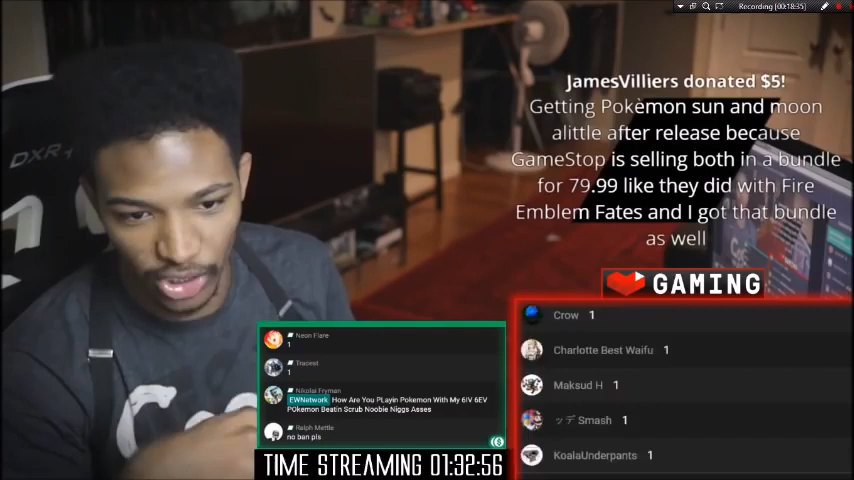 Recording [00:18:35]
DXR
JamesVilliers donated $5!
Getting Pokèmon sun and moon
alittle after release because
GameStop is selling both in a bundle
for 79.99 like they did with Fire
Emblem Fates and I got that bundle
as well
GAMING
Crow 1
Charlotte Best Waifu 1
Maksud H 1
ッデ Smash 1
KoalaUnderpants 1
Neon Flare
1
Traceet
1
Nikolai Fryman
EWNetwork How Are You PLayin Pokemon With My 6IV 6EV
POkemon Beatin Scrub Noobie Niggs Asses
Ralph Mettle
no ban pls
TIME STREAMING 01:32:56